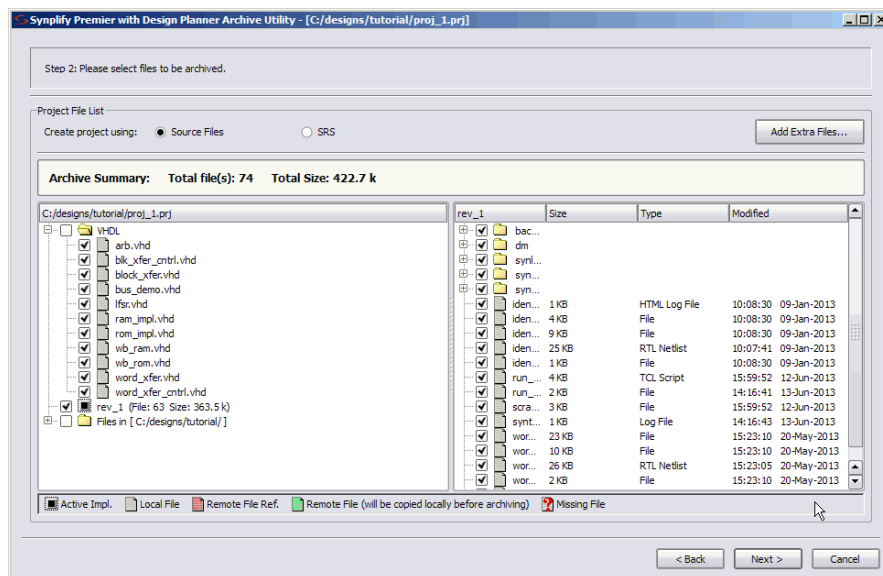 Synplify Premier with Design Planner Archive Utility - [C:/designs/tutorial/proj_1.prj]
Step 2: Please select files to be archived.
Project File List
Create project using: Source Files SRS Add Extra Files...
Archive Summary: Total file(s): 74 Total Size: 422.7 k
C:/designs/tutorial/proj_1.prj
VHDL
arb.vhd
blk_xfer_cntrl.vhd
block_xfer.vhd
bus_demo.vhd
lfsr.vhd
ram_impl.vhd
rom_impl.vhd
wb_ram.vhd
wb_rom.vhd
word_xfer.vhd
word_xfer_cntrl.vhd
rev_1 (File: 63 Size: 363.5 k)
Files in [ C:/designs/tutorial/ ]
rev_1 Size Type Modified
bac...
dm
synl...
syn...
syn...
iden... 1 KB HTML Log File 10:08:30 09-Jan-2013
iden... 4 KB File 10:08:30 09-Jan-2013
iden... 9 KB File 10:08:30 09-Jan-2013
iden... 25 KB RTL Netlist 10:07:41 09-Jan-2013
iden... 1 KB File 10:08:30 09-Jan-2013
run_... 4 KB TCL Script 15:59:52 12-Jun-2013
run_... 2 KB File 14:16:41 13-Jun-2013
scra... 3 KB File 15:59:52 12-Jun-2013
synt... 1 KB Log File 14:16:43 13-Jun-2013
wor... 23 KB File 15:23:10 20-May-2013
wor... 10 KB File 15:23:10 20-May-2013
wor... 26 KB RTL Netlist 15:23:05 20-May-2013
wor... 2 KB File 15:23:10 20-May-2013
Active Impl. Local File Remote File Ref. Remote File (will be copied locally before archiving) Missing File
< Back Next > Cancel